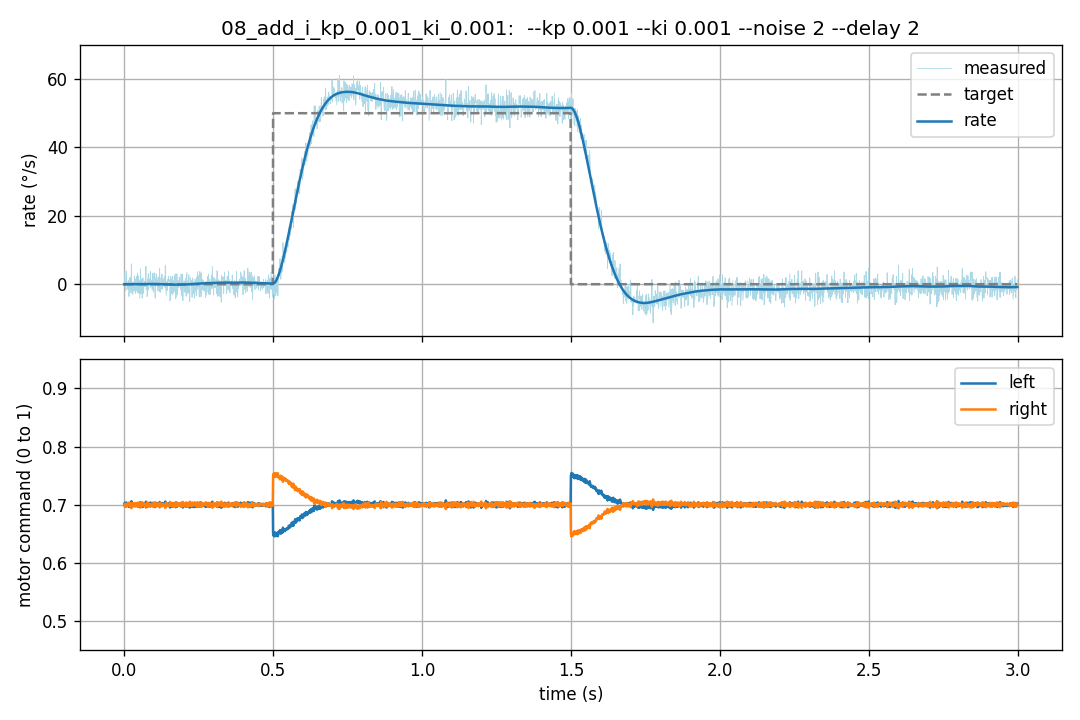 08_add_i_kp_0.001_ki_0.001:  --kp 0.001 --ki 0.001 --noise 2 --delay 2
measured
target
rate
rate (°/s)
60
40
20
0
left
right
motor command (0 to 1)
0.9
0.8
0.7
0.6
0.5
0.0 0.5 1.0 1.5 2.0 2.5 3.0
time (s)